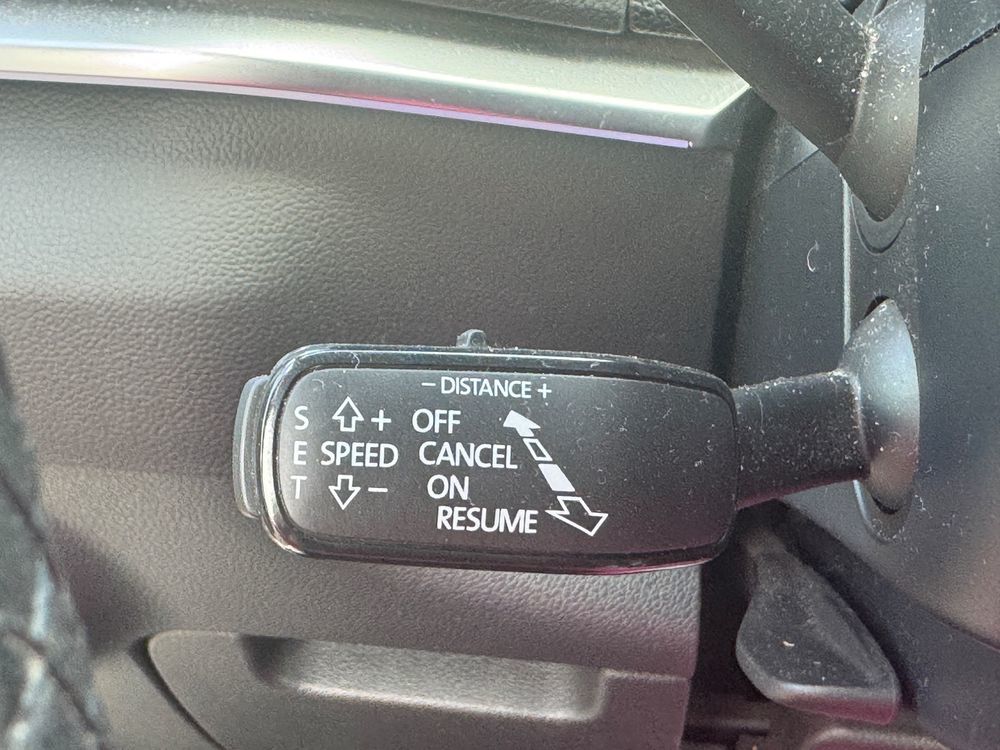 − DISTANCE +
S + OFF
E SPEED CANCEL
T − ON
RESUME